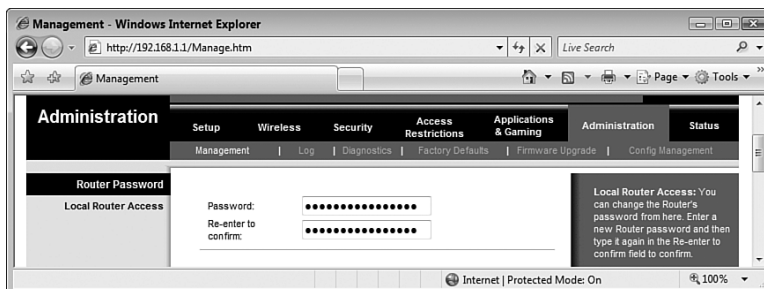 Management - Windows Internet Explorer
http://192.168.1.1/Manage.htm
Live Search
Management
Page
Tools
Administration
Setup Wireless Security Access Restrictions Applications & Gaming Administration Status
Management | Log | Diagnostics | Factory Defaults | Firmware Upgrade | Config Management
Router Password
Local Router Access
Password: ••••••••••••••••
Re-enter to
confirm: ••••••••••••••••
Local Router Access: You
can change the Router's
password from here. Enter a
new Router password and then
type it again in the Re-enter to
confirm field to confirm.
Internet | Protected Mode: On
100%